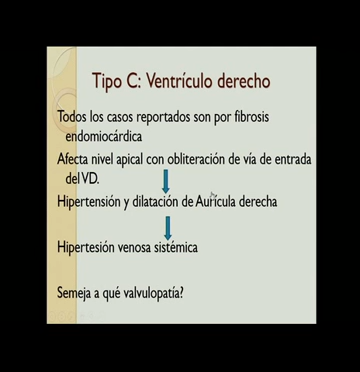 Tipo C: Ventrículo derecho
Todos los casos reportados son por fibrosis
endomiocárdica
Afecta nivel apical con obliteración de vía de entrada
del VD.
Hipertensión y dilatación de Aurícula derecha
Hipertesión venosa sistémica
Semeja a qué valvulopatía?